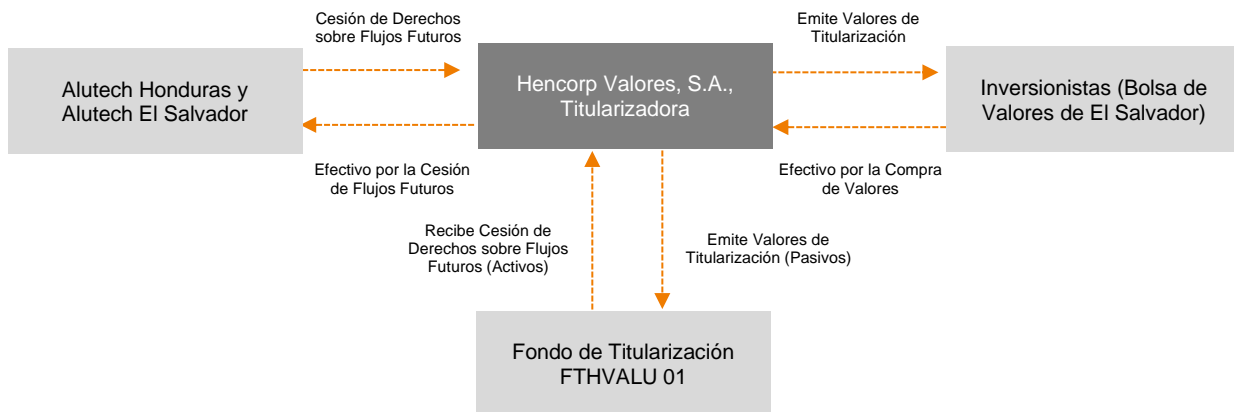 Cesión de Derechos
sobre Flujos Futuros
Emite Valores de
Titularización
Alutech Honduras y
Alutech El Salvador
Hencorp Valores, S.A.,
Titularizadora
Inversionistas (Bolsa de
Valores de El Salvador)
Efectivo por la Cesión
de Flujos Futuros
Efectivo por la Compra
de Valores
Recibe Cesión de
Derechos sobre Flujos
Futuros (Activos)
Emite Valores de
Titularización (Pasivos)
Fondo de Titularización
FTHVALU 01